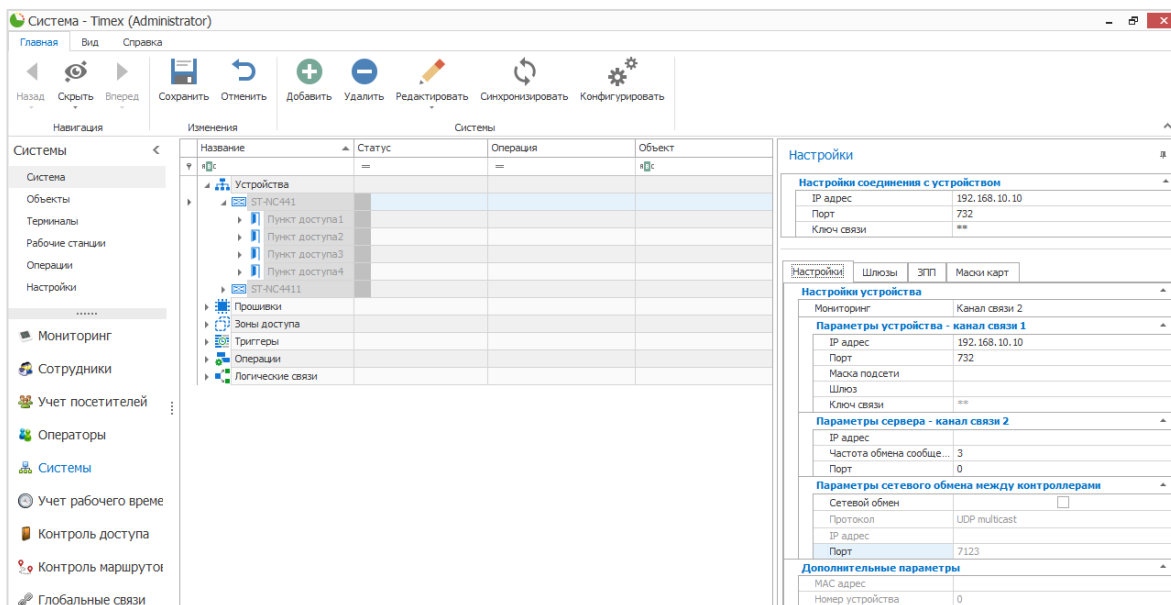 Система - Timex (Administrator)
Главная Вид Справка
Назад Скрыть Вперед Сохранить Отменить Добавить Удалить Редактировать Синхронизировать Конфигурировать
Навигация Изменения Системы
Системы
Система
Объекты
Терминалы
Рабочие станции
Операции
Настройки
Мониторинг
Сотрудники
Учет посетителей
Операторы
Системы
Учет рабочего време
Контроль доступа
Контроль маршрутов
Глобальные связи
Название Статус Операция Объект
= =
Устройства
ST-NC441
Пункт доступа1
Пункт доступа2
Пункт доступа3
Пункт доступа4
ST-NC4411
Прошивки
Зоны доступа
Триггеры
Операции
Логические связи
Настройки
Настройки соединения с устройством
IP адрес 192.168.10.10
Порт 732
Ключ связи **
Настройки Шлюзы ЗПП Маски карт
Настройки устройства
Мониторинг Канал связи 2
Параметры устройства - канал связи 1
IP адрес 192.168.10.10
Порт 732
Маска подсети
Шлюз
Ключ связи **
Параметры сервера - канал связи 2
IP адрес
Частота обмена сообще... 3
Порт 0
Параметры сетевого обмена между контроллерами
Сетевой обмен
Протокол UDP multicast
IP адрес
Порт 7123
Дополнительные параметры
MAC адрес
Номер устройства 0